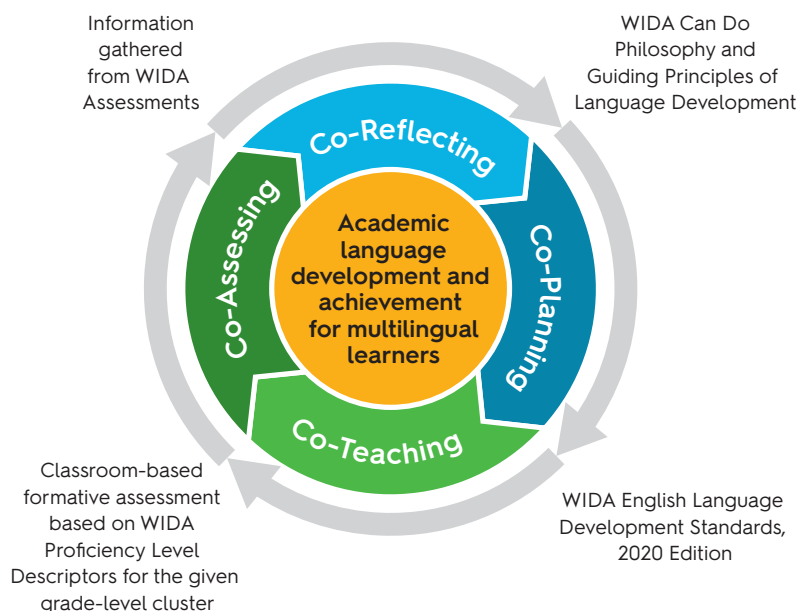 Information
gathered
from WIDA
Assessments
WIDA Can Do
Philosophy and
Guiding Principles of
Language Development
Co-Reflecting
Co-Planning
Co-Teaching
Co-Assessing
Academic
language
development and
achievement
for multilingual
learners
WIDA English Language
Development Standards,
2020 Edition
Classroom-based
formative assessment
based on WIDA
Proficiency Level
Descriptors for the given
grade-level cluster